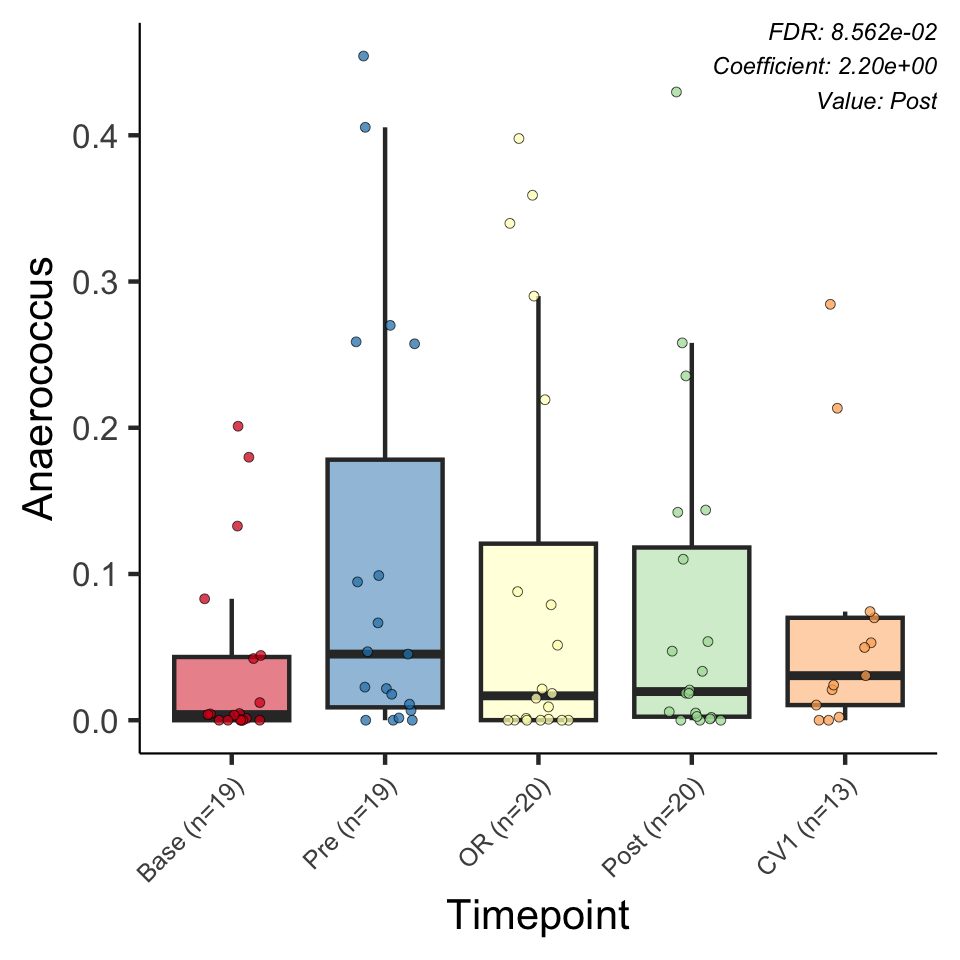 FDR: 8.562e-02
Coefficient: 2.20e+00
Value: Post
Anaerococcus
0.4
0.3
0.2
0.1
0.0
Base (n=19)
Pre (n=19)
OR (n=20)
Post (n=20)
CV1 (n=13)
Timepoint